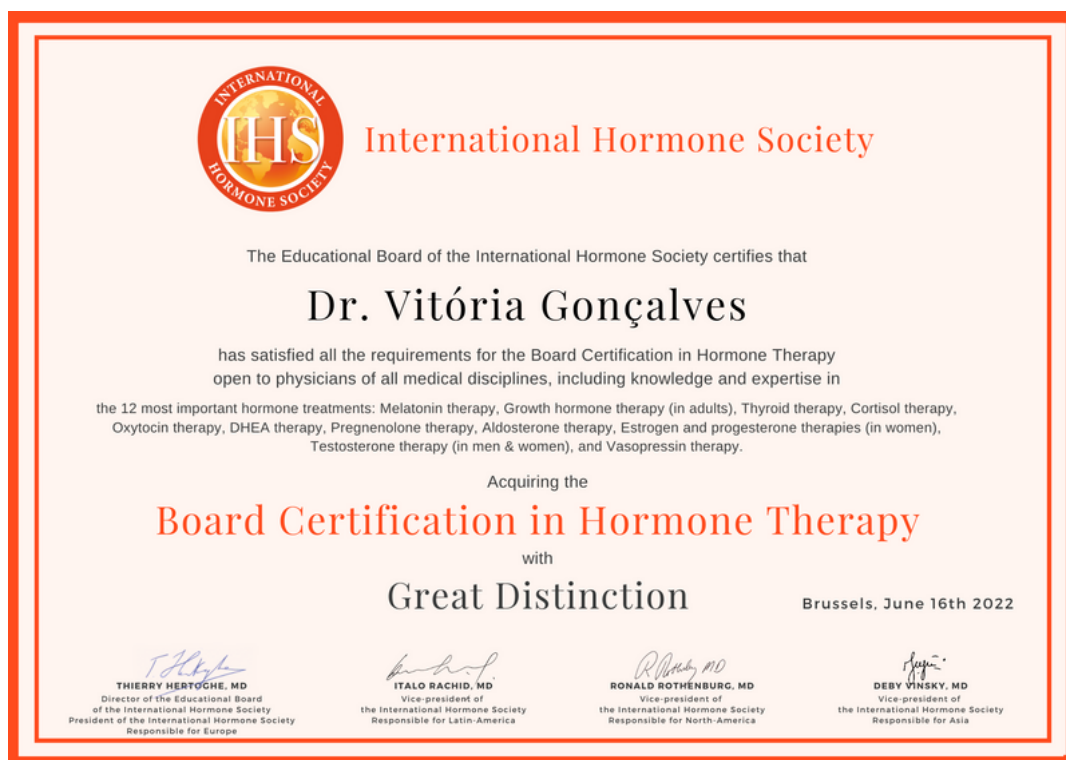 INTERNATIONAL
IHS
HORMONE SOCIETY
International Hormone Society
The Educational Board of the International Hormone Society certifies that
Dr. Vitória Gonçalves
has satisfied all the requirements for the Board Certification in Hormone Therapy
open to physicians of all medical disciplines, including knowledge and expertise in
the 12 most important hormone treatments: Melatonin therapy, Growth hormone therapy (in adults), Thyroid therapy, Cortisol therapy,
Oxytocin therapy, DHEA therapy, Pregnenolone therapy, Aldosterone therapy, Estrogen and progesterone therapies (in women),
Testosterone therapy (in men & women), and Vasopressin therapy.
Acquiring the
Board Certification in Hormone Therapy
with
Great Distinction
Brussels, June 16th 2022
THIERRY HERTOGHE, MD
Director of the Educational Board
of the International Hormone Society
President of the International Hormone Society
Responsible for Europe
ITALO RACHID, MD
Vice-president of
the International Hormone Society
Responsible for Latin-America
RONALD ROTHENBURG, MD
Vice-president of
the International Hormone Society
Responsible for North-America
DEBY VINSKY, MD
Vice-president of
the International Hormone Society
Responsible for Asia